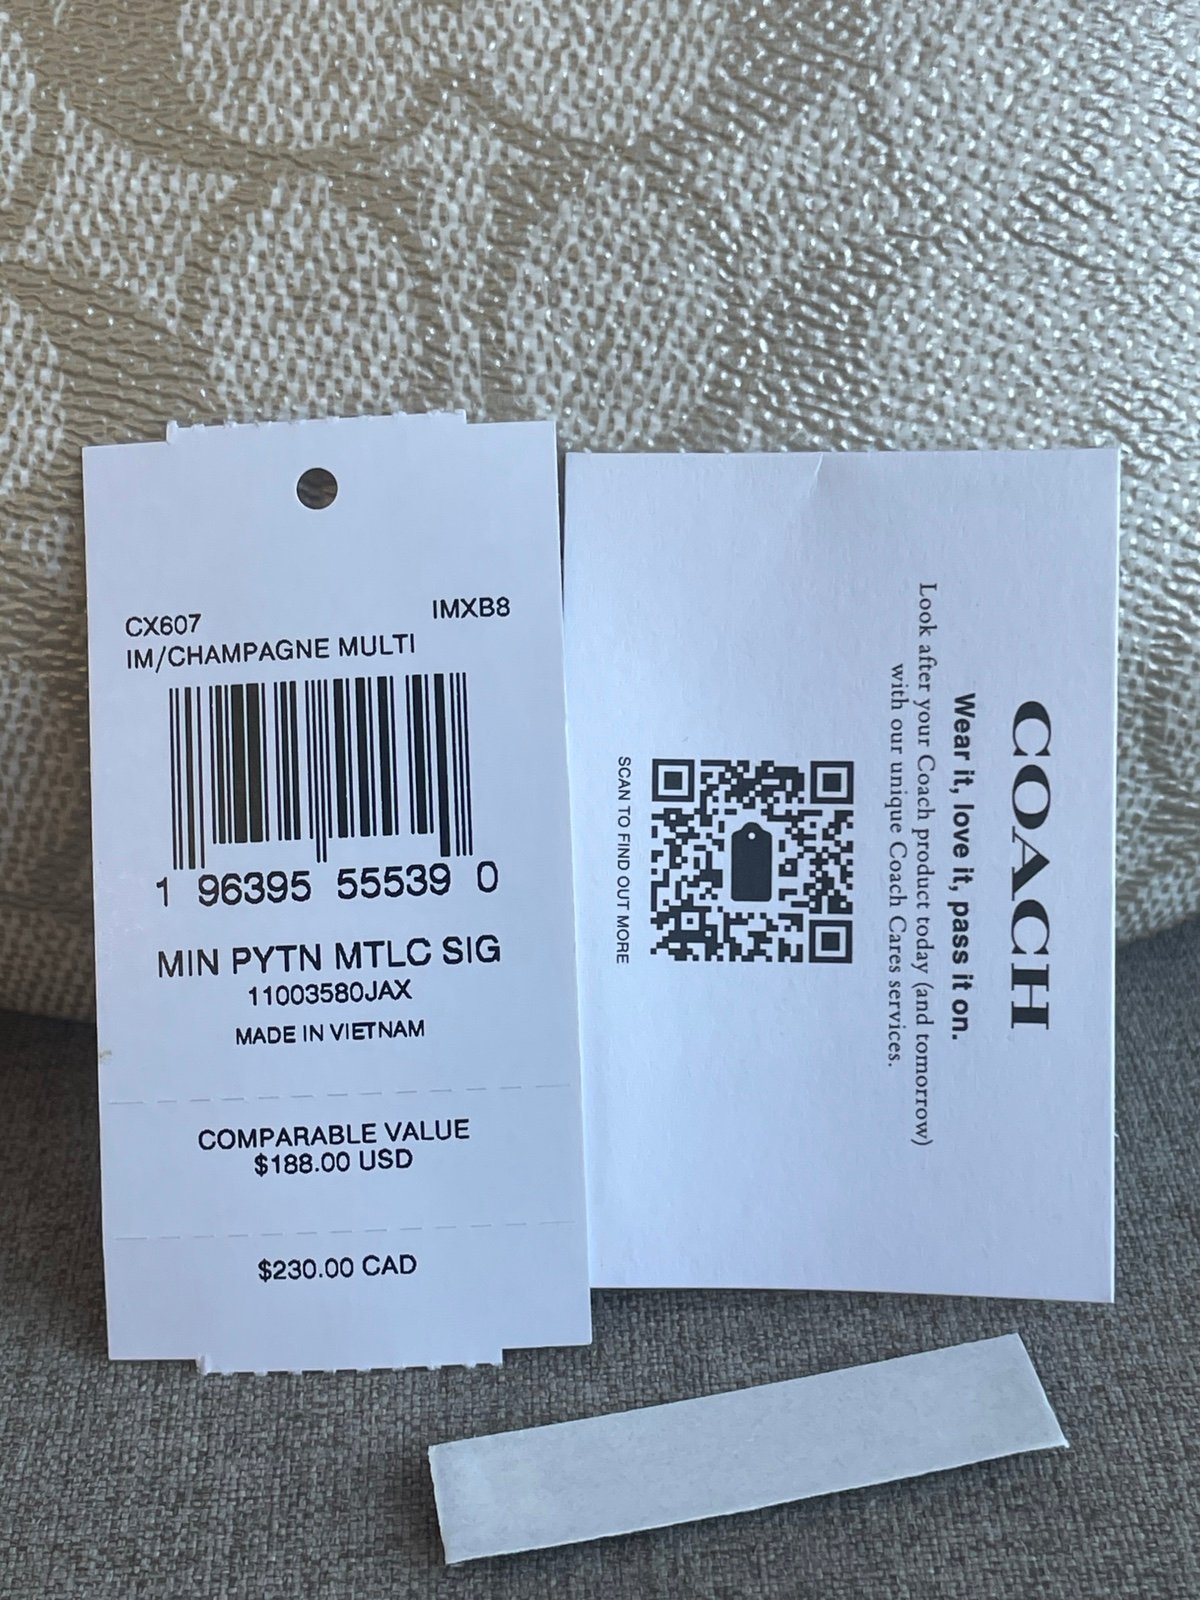 CX607 IMXB8
IM/CHAMPAGNE MULTI
1 96395 55539 0
MIN PYTN MTLC SIG
11003580JAX
MADE IN VIETNAM
COMPARABLE VALUE
$188.00 USD
$230.00 CAD
COACH
Wear it, love it, pass it on.
Look after your Coach product today (and tomorrow)
with our unique Coach Cares services.
SCAN TO FIND OUT MORE